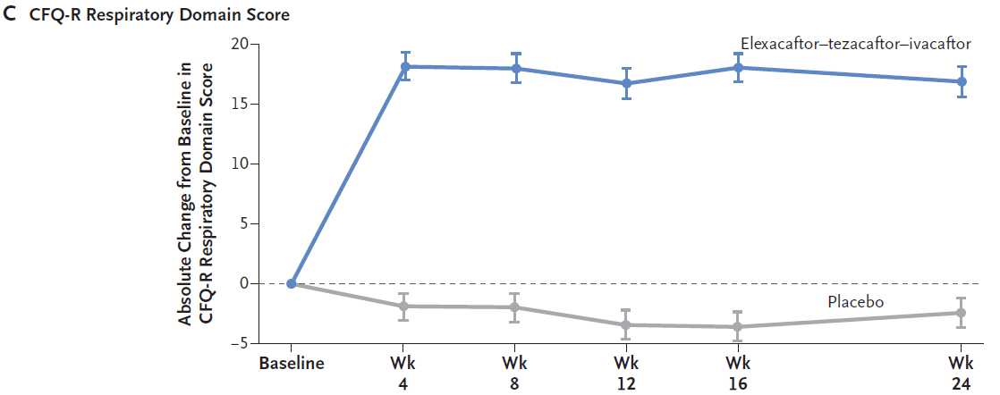 C CFQ-R Respiratory Domain Score
Absolute Change from Baseline in
CFQ-R Respiratory Domain Score
20
15
10
5
0
−5
Elexacaftor–tezacaftor–ivacaftor
Placebo
Baseline
Wk
4
Wk
8
Wk
12
Wk
16
Wk
24